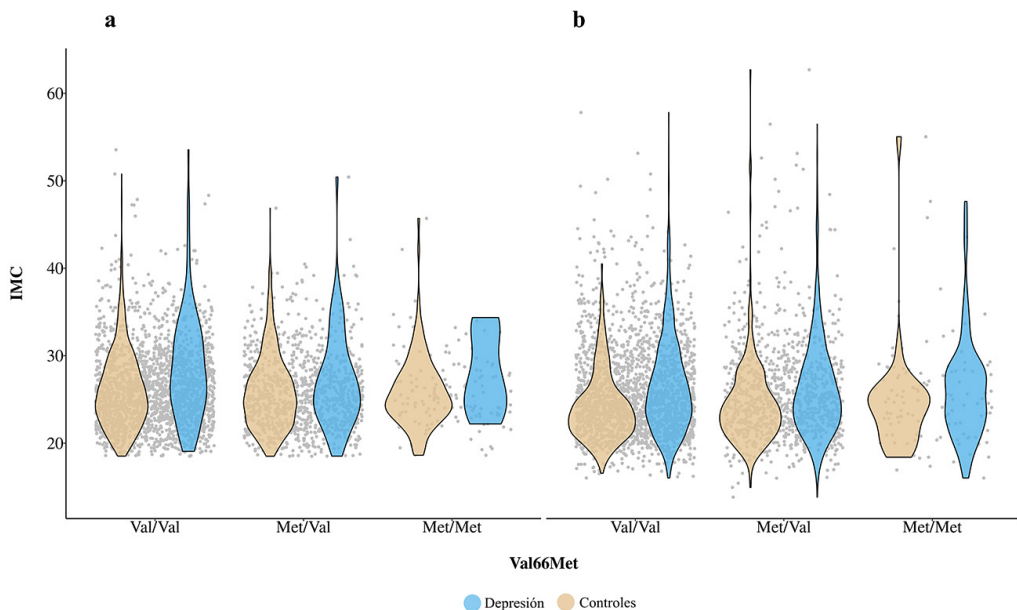 a b
60
50
40
30
20
IMC
Val/Val Met/Val Met/Met Val/Val Met/Val Met/Met
Val66Met
Depresión Controles